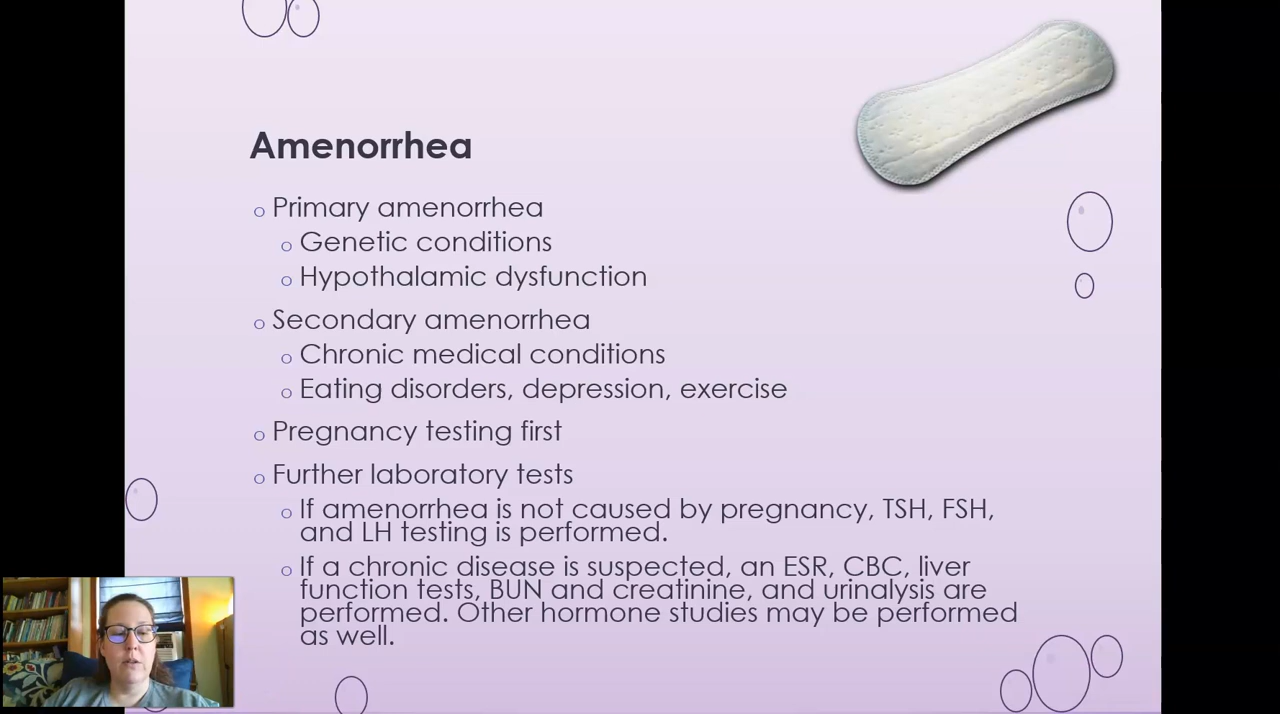 Amenorrhea
o Primary amenorrhea
o Genetic conditions
o Hypothalamic dysfunction
o Secondary amenorrhea
o Chronic medical conditions
o Eating disorders, depression, exercise
o Pregnancy testing first
o Further laboratory tests
o If amenorrhea is not caused by pregnancy, TSH, FSH,
and LH testing is performed.
o If a chronic disease is suspected, an ESR, CBC, liver
function tests, BUN and creatinine, and urinalysis are
performed. Other hormone studies may be performed
as well.